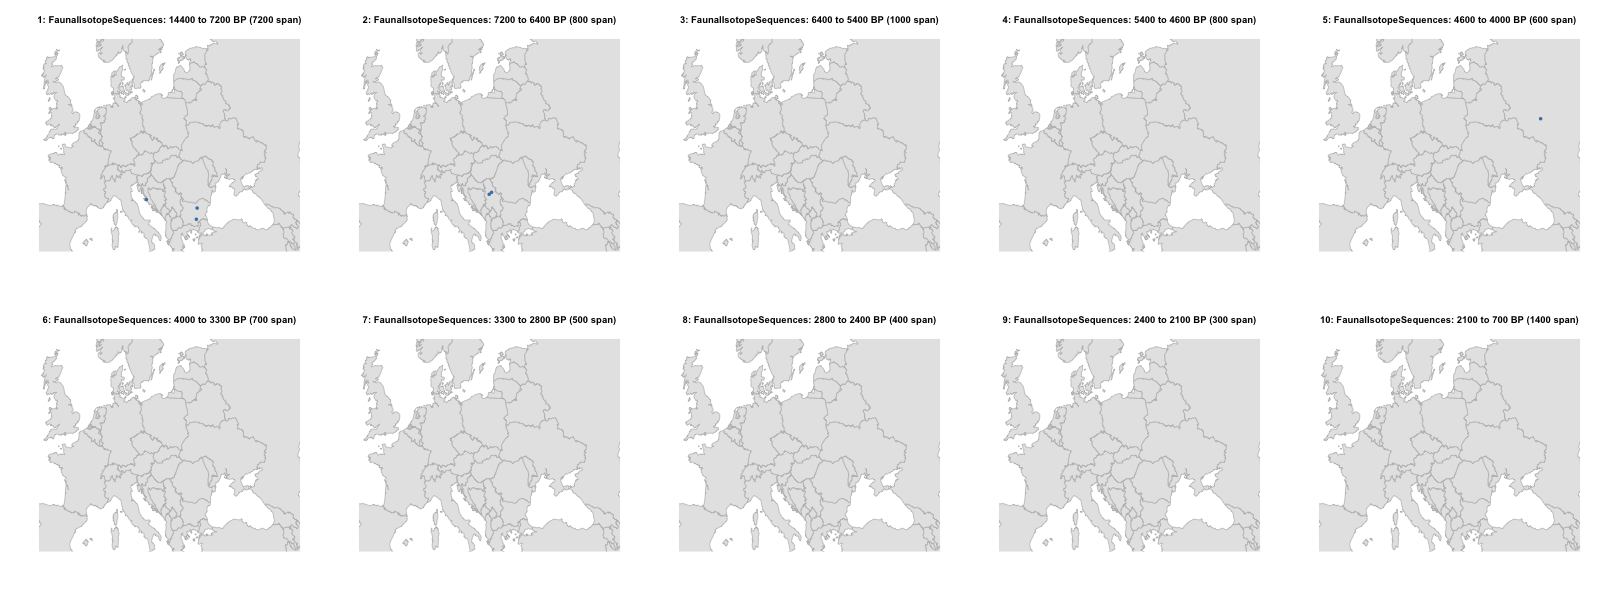 1: FaunalIsotopeSequences: 14400 to 7200 BP (7200 span)
2: FaunalIsotopeSequences: 7200 to 6400 BP (800 span)
3: FaunalIsotopeSequences: 6400 to 5400 BP (1000 span)
4: FaunalIsotopeSequences: 5400 to 4600 BP (800 span)
5: FaunalIsotopeSequences: 4600 to 4000 BP (600 span)
6: FaunalIsotopeSequences: 4000 to 3300 BP (700 span)
7: FaunalIsotopeSequences: 3300 to 2800 BP (500 span)
8: FaunalIsotopeSequences: 2800 to 2400 BP (400 span)
9: FaunalIsotopeSequences: 2400 to 2100 BP (300 span)
10: FaunalIsotopeSequences: 2100 to 700 BP (1400 span)